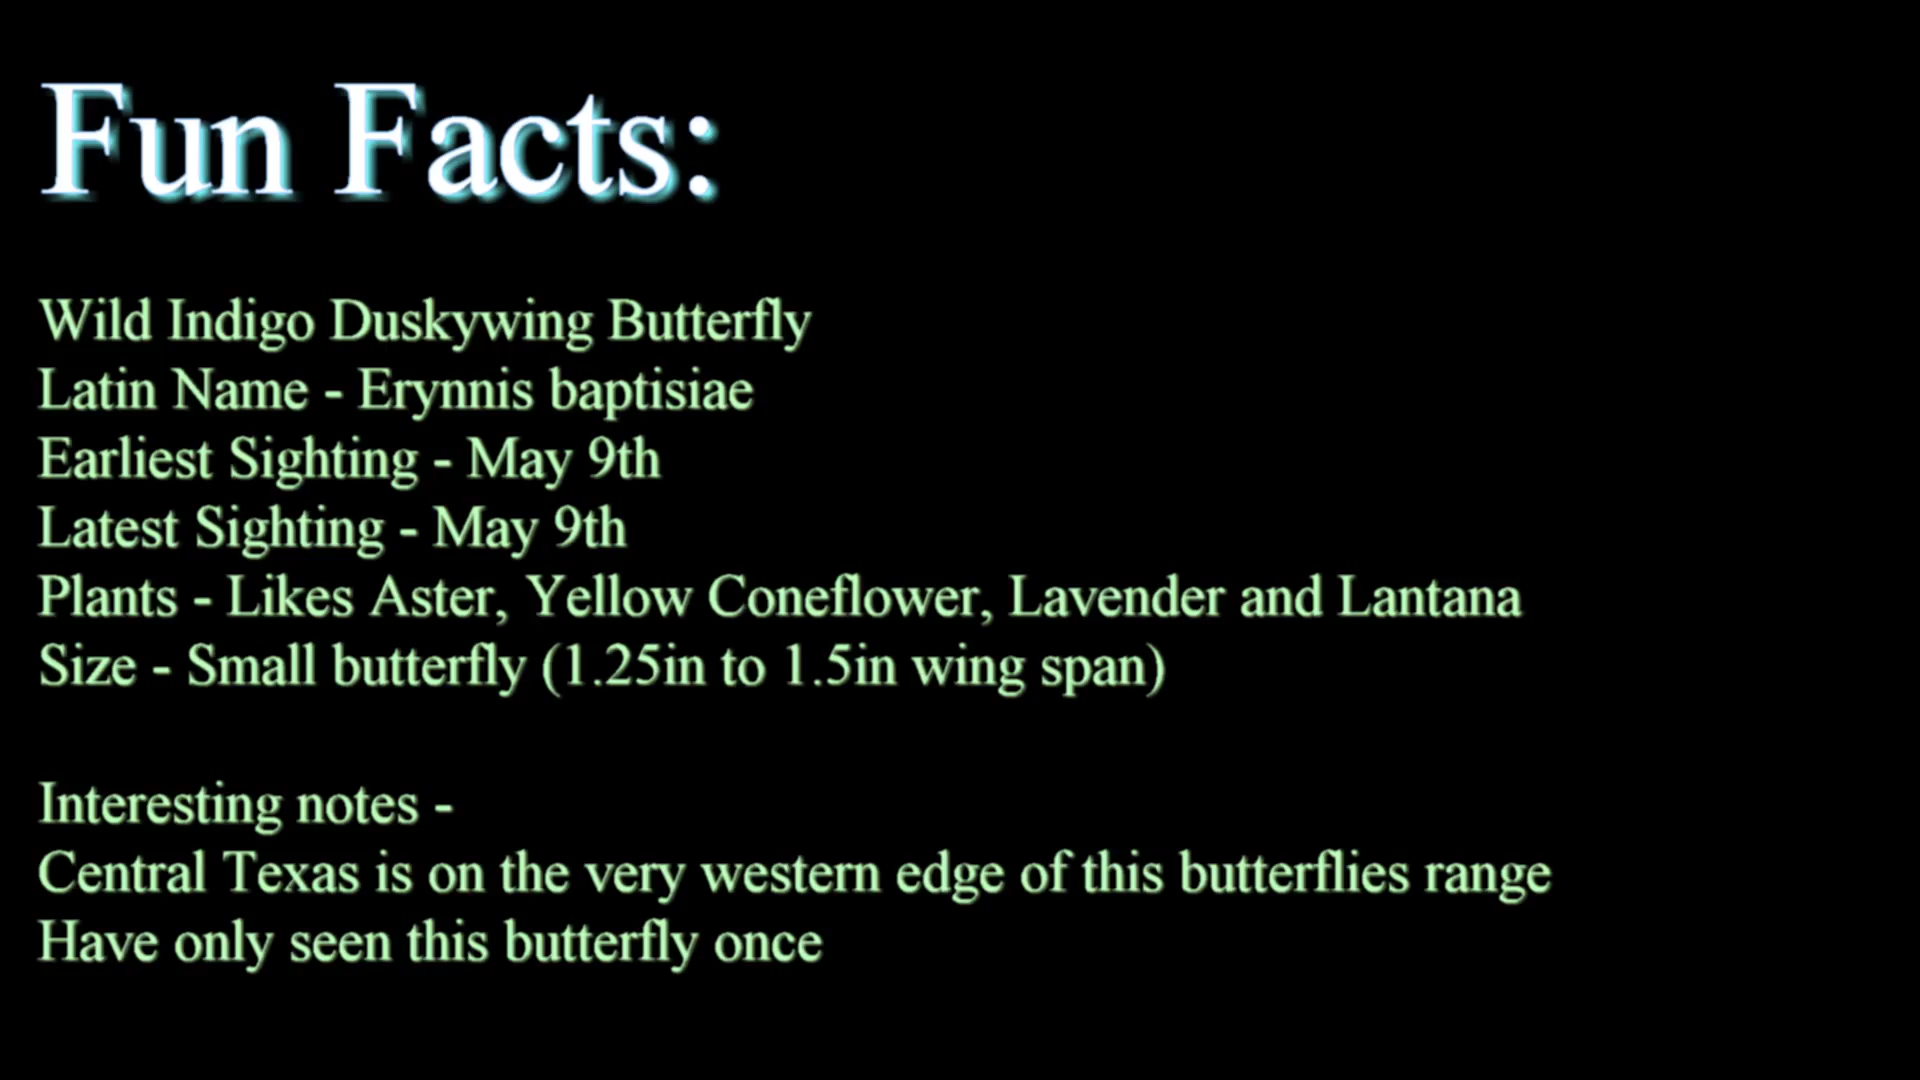 Fun Facts:
Wild Indigo Duskywing Butterfly
Latin Name - Erynnis baptisiae
Earliest Sighting - May 9th
Latest Sighting - May 9th
Plants - Likes Aster, Yellow Coneflower, Lavender and Lantana
Size - Small butterfly (1.25in to 1.5in wing span)
Interesting notes -
Central Texas is on the very western edge of this butterflies range
Have only seen this butterfly once